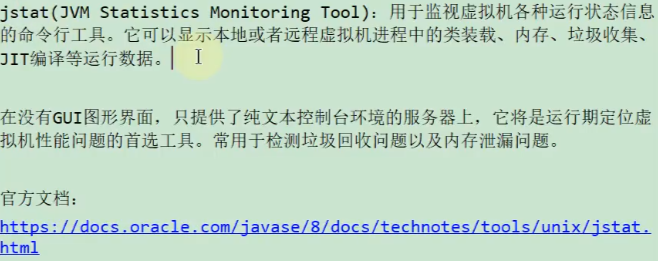 jstat(JVM Statistics Monitoring Tool): 用于监视虚拟机各种运行状态信息
的命令行工具。它可以显示本地或者远程虚拟机进程中的类装载、内存、垃圾收集、
JIT编译等运行数据。
在没有GUI图形界面，只提供了纯文本控制台环境的服务器上，它将是运行期定位虚
拟机性能问题的首选工具。常用于检测垃圾回收问题以及内存泄漏问题。
官方文档：
https://docs.oracle.com/javase/8/docs/technotes/tools/unix/jstat.
html